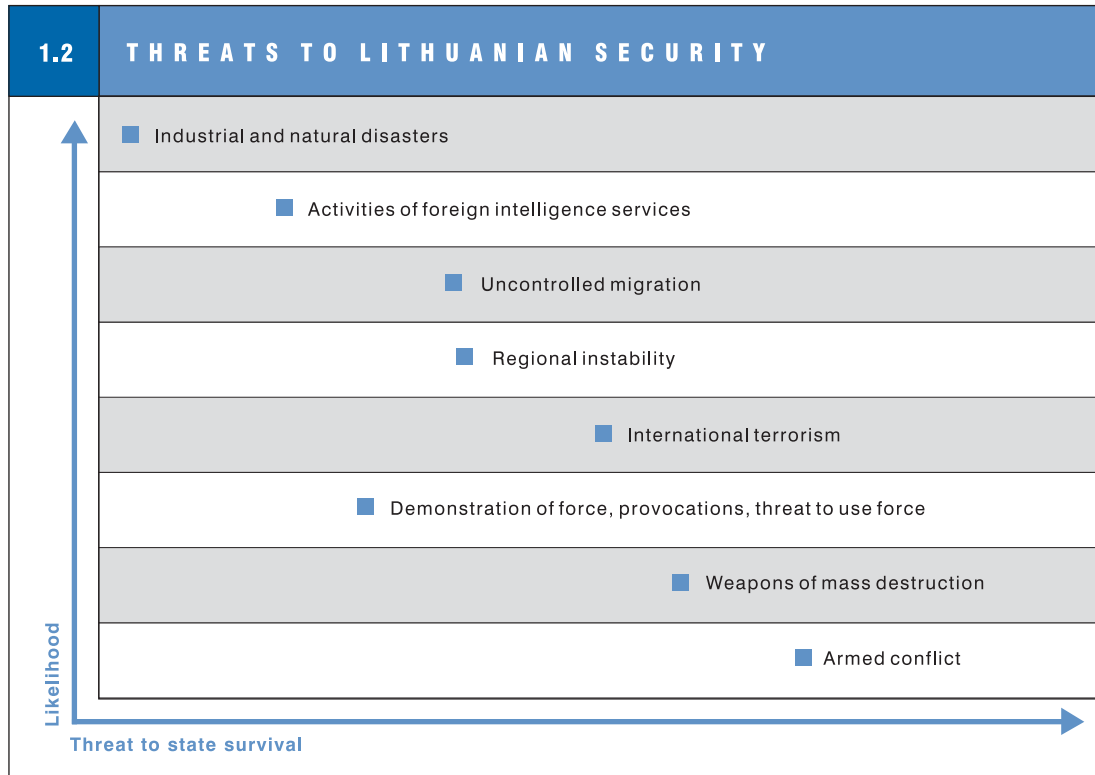 1.2
THREATS TO LITHUANIAN SECURITY
Industrial and natural disasters
Activities of foreign intelligence services
Uncontrolled migration
Regional instability
International terrorism
Demonstration of force, provocations, threat to use force
Weapons of mass destruction
Armed conflict
Likelihood
Threat to state survival